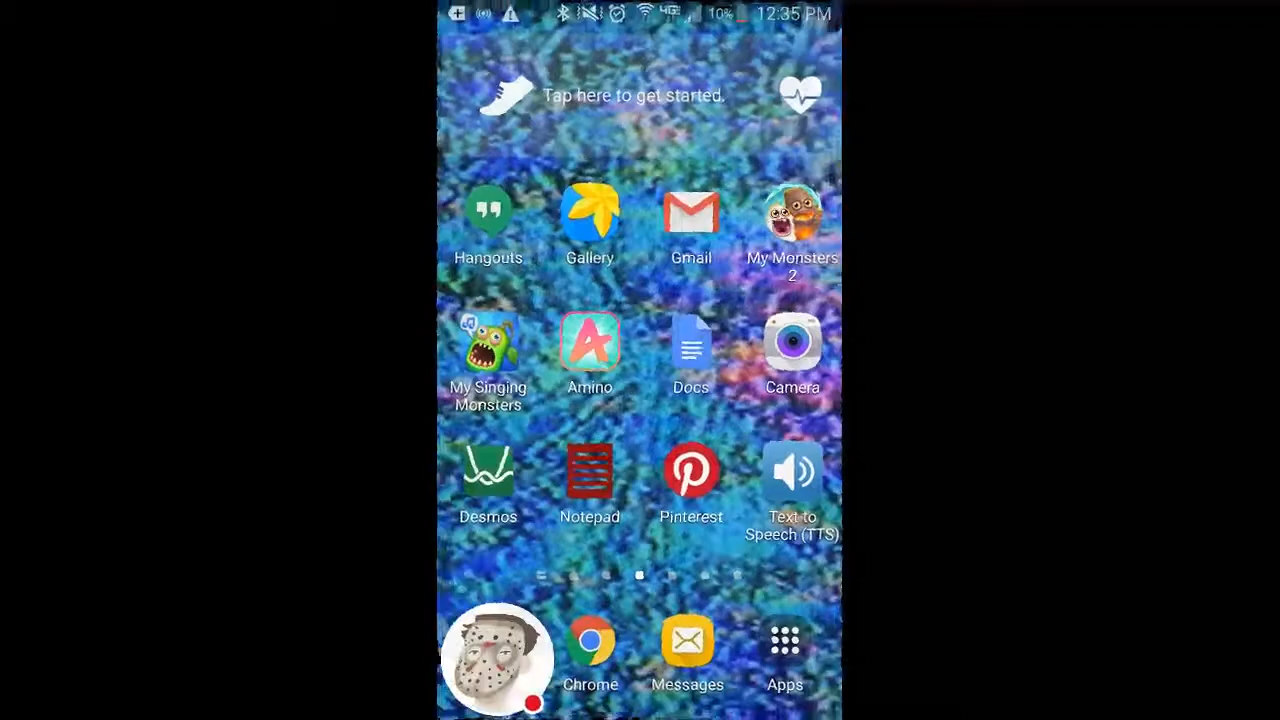 4G 10% 12:35 PM
Tap here to get started.
Hangouts Gallery Gmail My Monsters
2
My Singing Amino Docs Camera
Monsters
Desmos Notepad Pinterest Text to
Speech (TTS)
Chrome Messages Apps